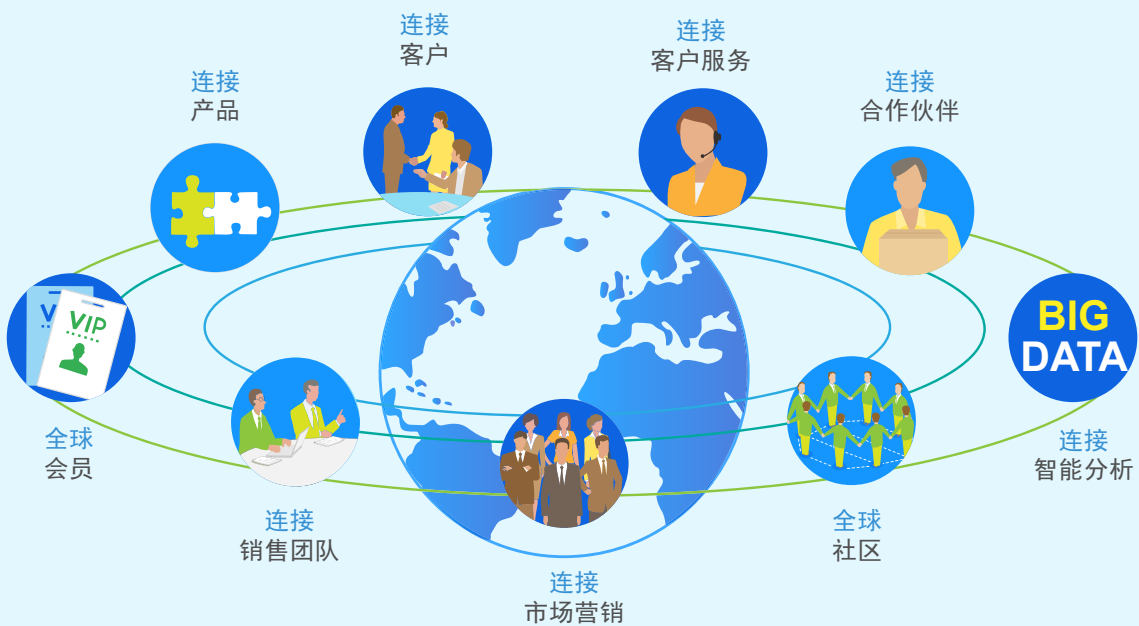 连接
客户
连接
客户服务
连接
产品
连接
合作伙伴
VIP
BIG
DATA
全球
会员
连接
智能分析
连接
销售团队
全球
社区
连接
市场营销